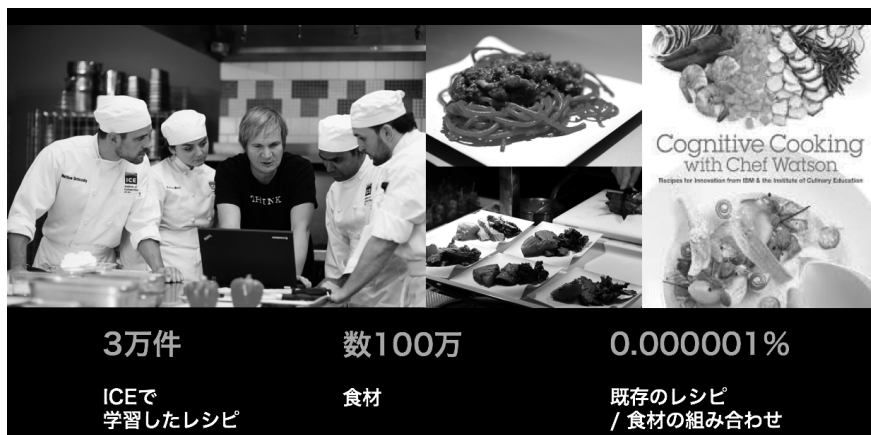 ICE
THINK
Cognitive Cooking
with Chef Watson
Recipes for Innovation from IBM & the Institute of Culinary Education
3万件
数100万
0.000001%
ICEで
学習したレシピ
食材
既存のレシピ
/ 食材の組み合わせ